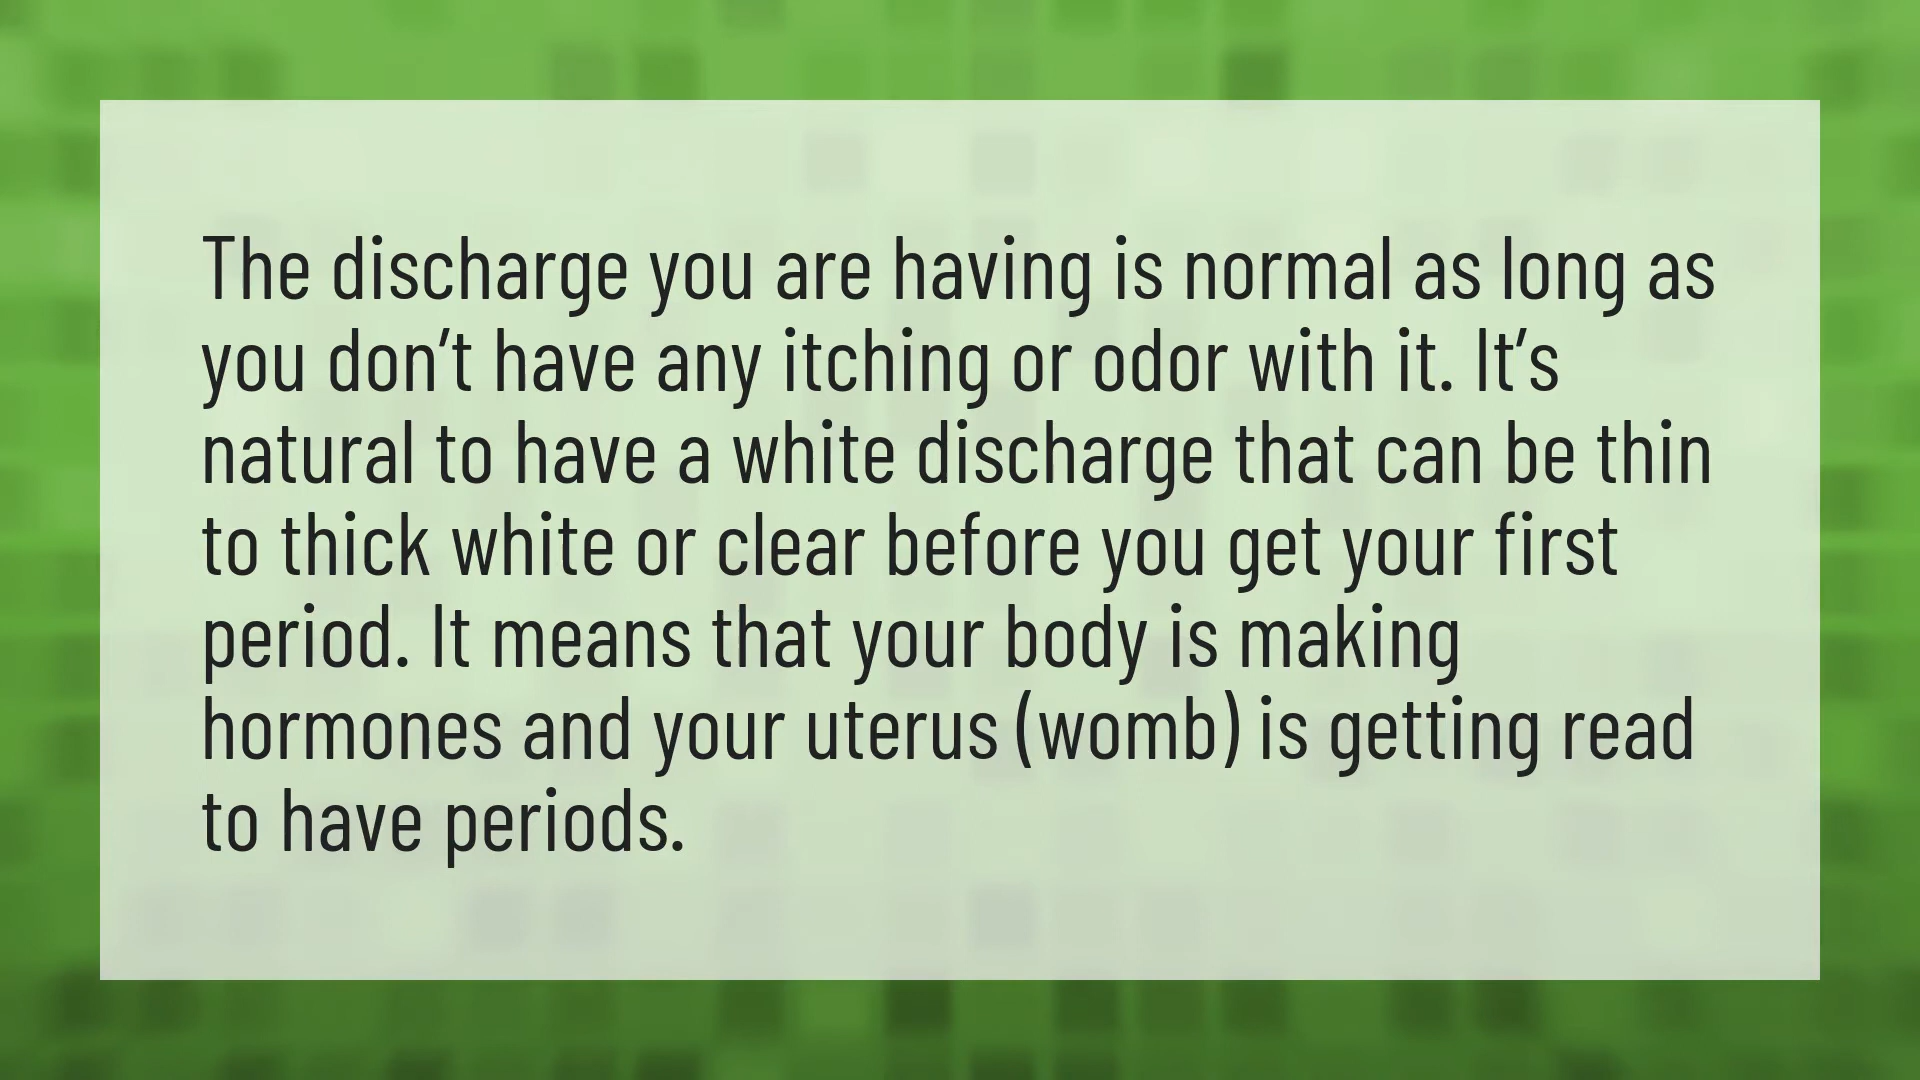 The discharge you are having is normal as long as
you don’t have any itching or odor with it. It’s
natural to have a white discharge that can be thin
to thick white or clear before you get your first
period. It means that your body is making
hormones and your uterus (womb) is getting read
to have periods.